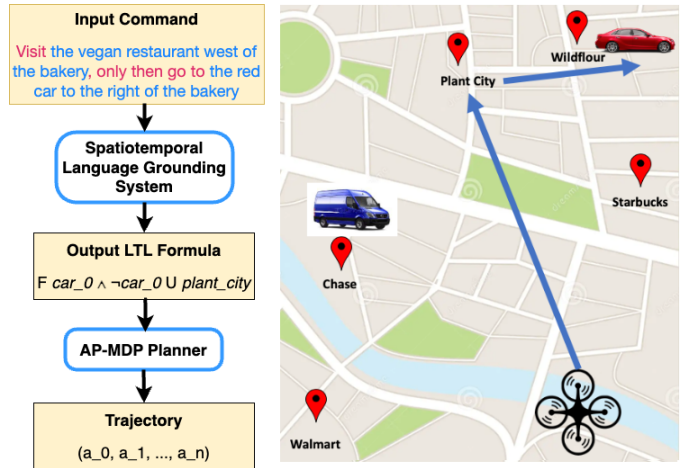 Input Command
Visit the vegan restaurant west of
the bakery, only then go to the red
car to the right of the bakery
Spatiotemporal
Language Grounding
System
Output LTL Formula
F car_0 ∧ ¬car_0 U plant_city
AP-MDP Planner
Trajectory
(a_0, a_1, ..., a_n)
Wildflour
Plant City
Starbucks
Chase
Walmart